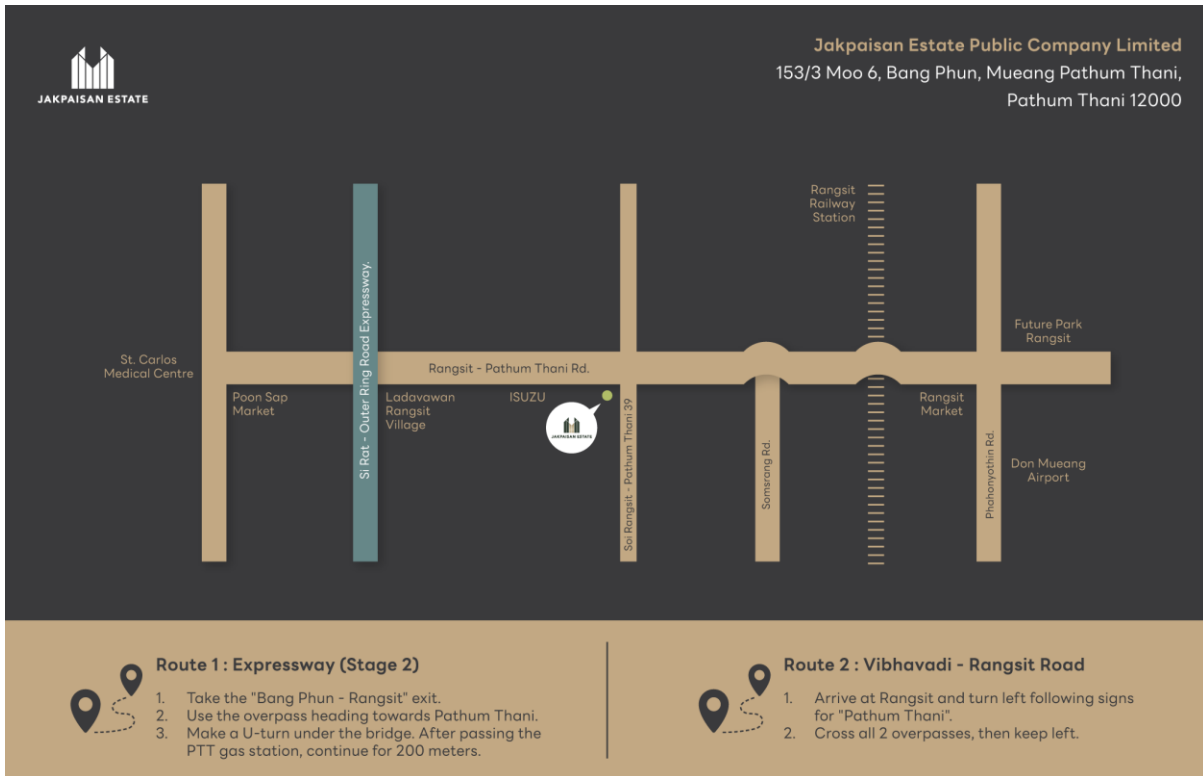 JAKPAISAN ESTATE
Jakpaisan Estate Public Company Limited
153/3 Moo 6, Bang Phun, Mueang Pathum Thani,
Pathum Thani 12000
Rangsit
Railway
Station
Si Rat - Outer Ring Road Expressway.
St. Carlos
Medical Centre
Rangsit - Pathum Thani Rd.
Future Park
Rangsit
Poon Sap
Market
Ladavawan
Rangsit
Village
ISUZU
JAKPAISAN ESTATE
Soi Rangsit - Pathum Thani 39
Somsrang Rd.
Rangsit
Market
Phahonyothin Rd.
Don Mueang
Airport
Route 1 : Expressway (Stage 2)
1. Take the "Bang Phun - Rangsit" exit.
2. Use the overpass heading towards Pathum Thani.
3. Make a U-turn under the bridge. After passing the
PTT gas station, continue for 200 meters.
Route 2 : Vibhavadi - Rangsit Road
1. Arrive at Rangsit and turn left following signs
for "Pathum Thani".
2. Cross all 2 overpasses, then keep left.